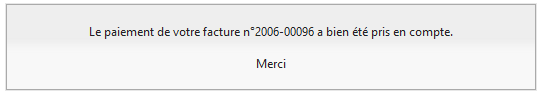 Le paiement de votre facture n°2006-00096 a bien été pris en compte.
Merci